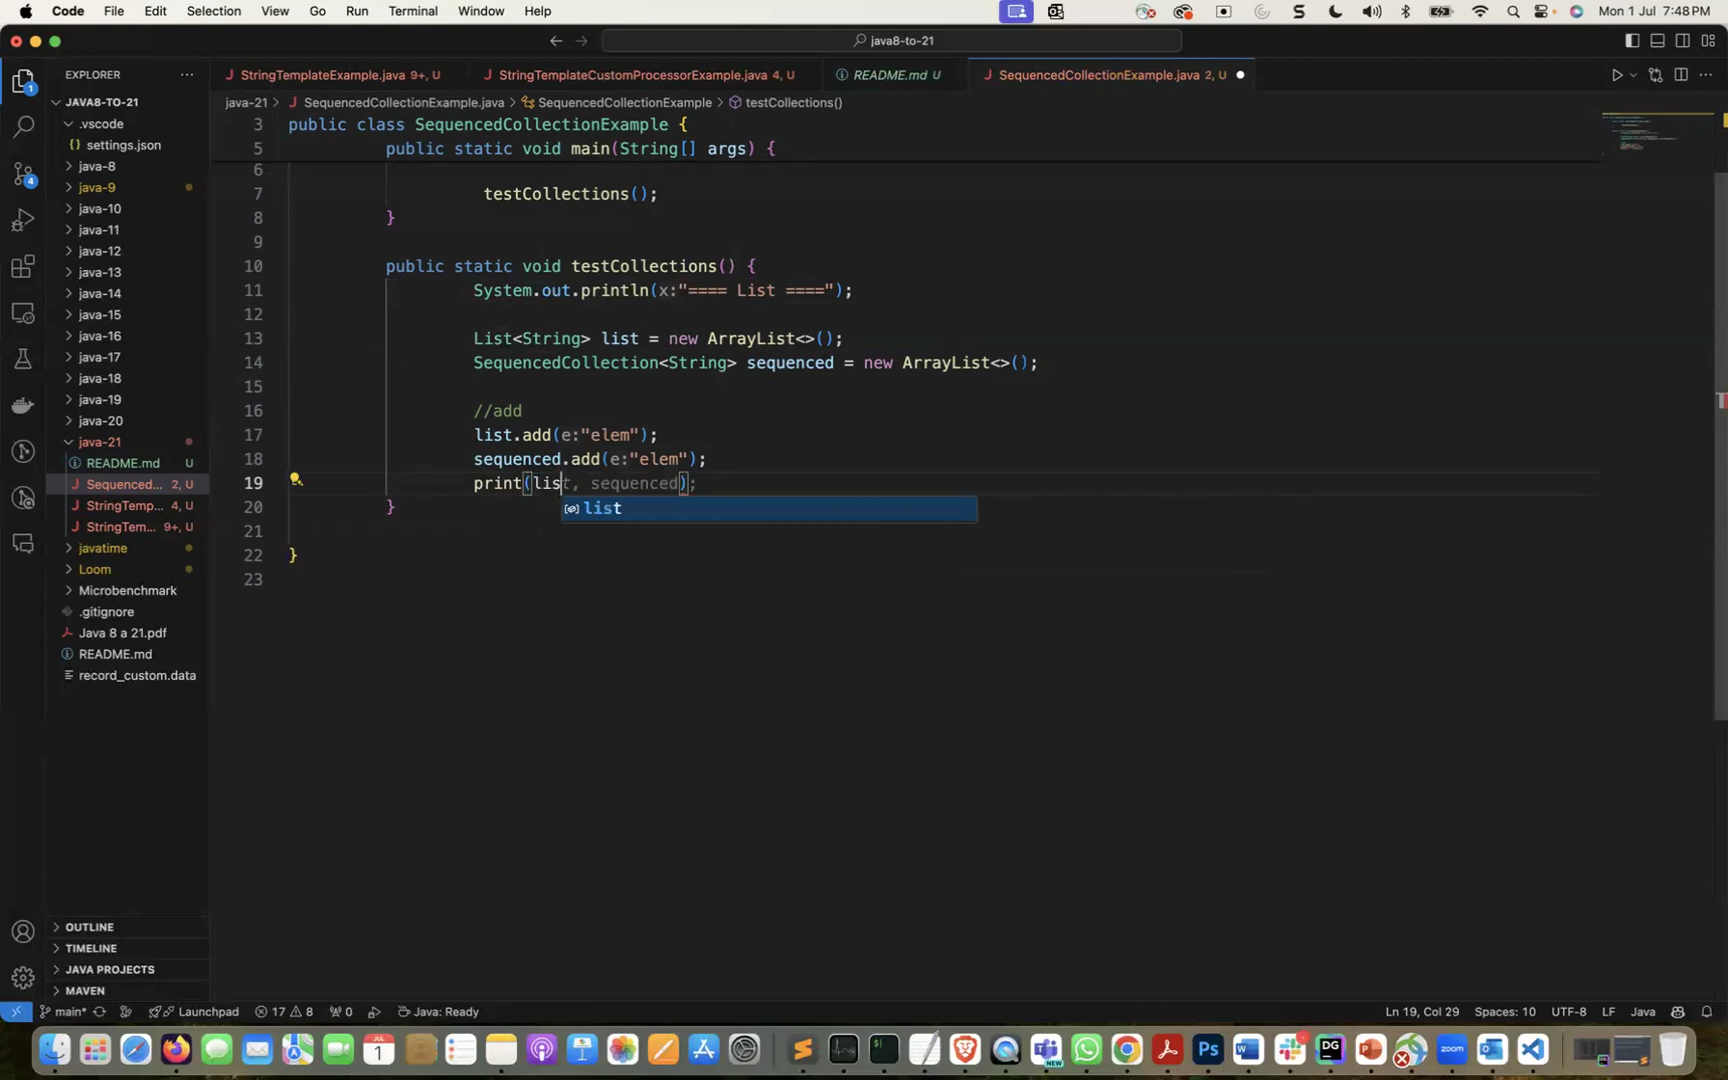 Code File Edit Selection View Go Run Terminal Window Help Mon 1 Jul 7:48 PM
java8-to-21
EXPLORER
StringTemplateExample.java 9+, U StringTemplateCustomProcessorExample.java 4, U README.md U SequencedCollectionExample.java 2, U
java-21 > SequencedCollectionExample.java > SequencedCollectionExample > testCollections()
JAVA8-TO-21
.vscode
settings.json
java-8
java-9
java-10
java-11
java-12
java-13
java-14
java-15
java-16
java-17
java-18
java-19
java-20
java-21
README.md U
Sequenced... 2, U
StringTemp... 4, U
StringTem... 9+, U
javatime
Loom
Microbenchmark
.gitignore
Java 8 a 21.pdf
README.md
record_custom.data
OUTLINE
TIMELINE
JAVA PROJECTS
MAVEN
3 public class SequencedCollectionExample {
5 public static void main(String[] args) {
6
7 testCollections();
8 }
9
10 public static void testCollections() {
11 System.out.println(x:"==== List ====");
12
13 List<String> list = new ArrayList<>();
14 SequencedCollection<String> sequenced = new ArrayList<>();
15
16 //add
17 list.add(e:"elem");
18 sequenced.add(e:"elem");
19 print(list, sequenced);
list
20 }
21
22 }
23
1
4
main* Launchpad 17 8 0 Java: Ready Ln 19, Col 29 Spaces: 10 UTF-8 LF Java
JUL
1
NEW
DG
zoom